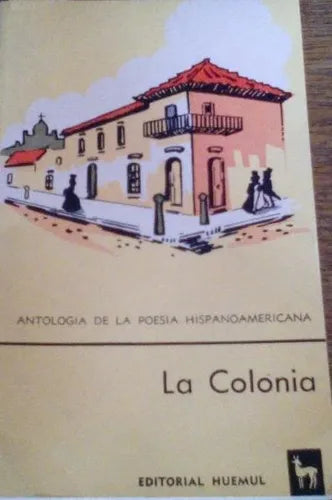 ANTOLOGIA DE LA POESIA HISPANOAMERICANA
La Colonia
EDITORIAL HUEMUL